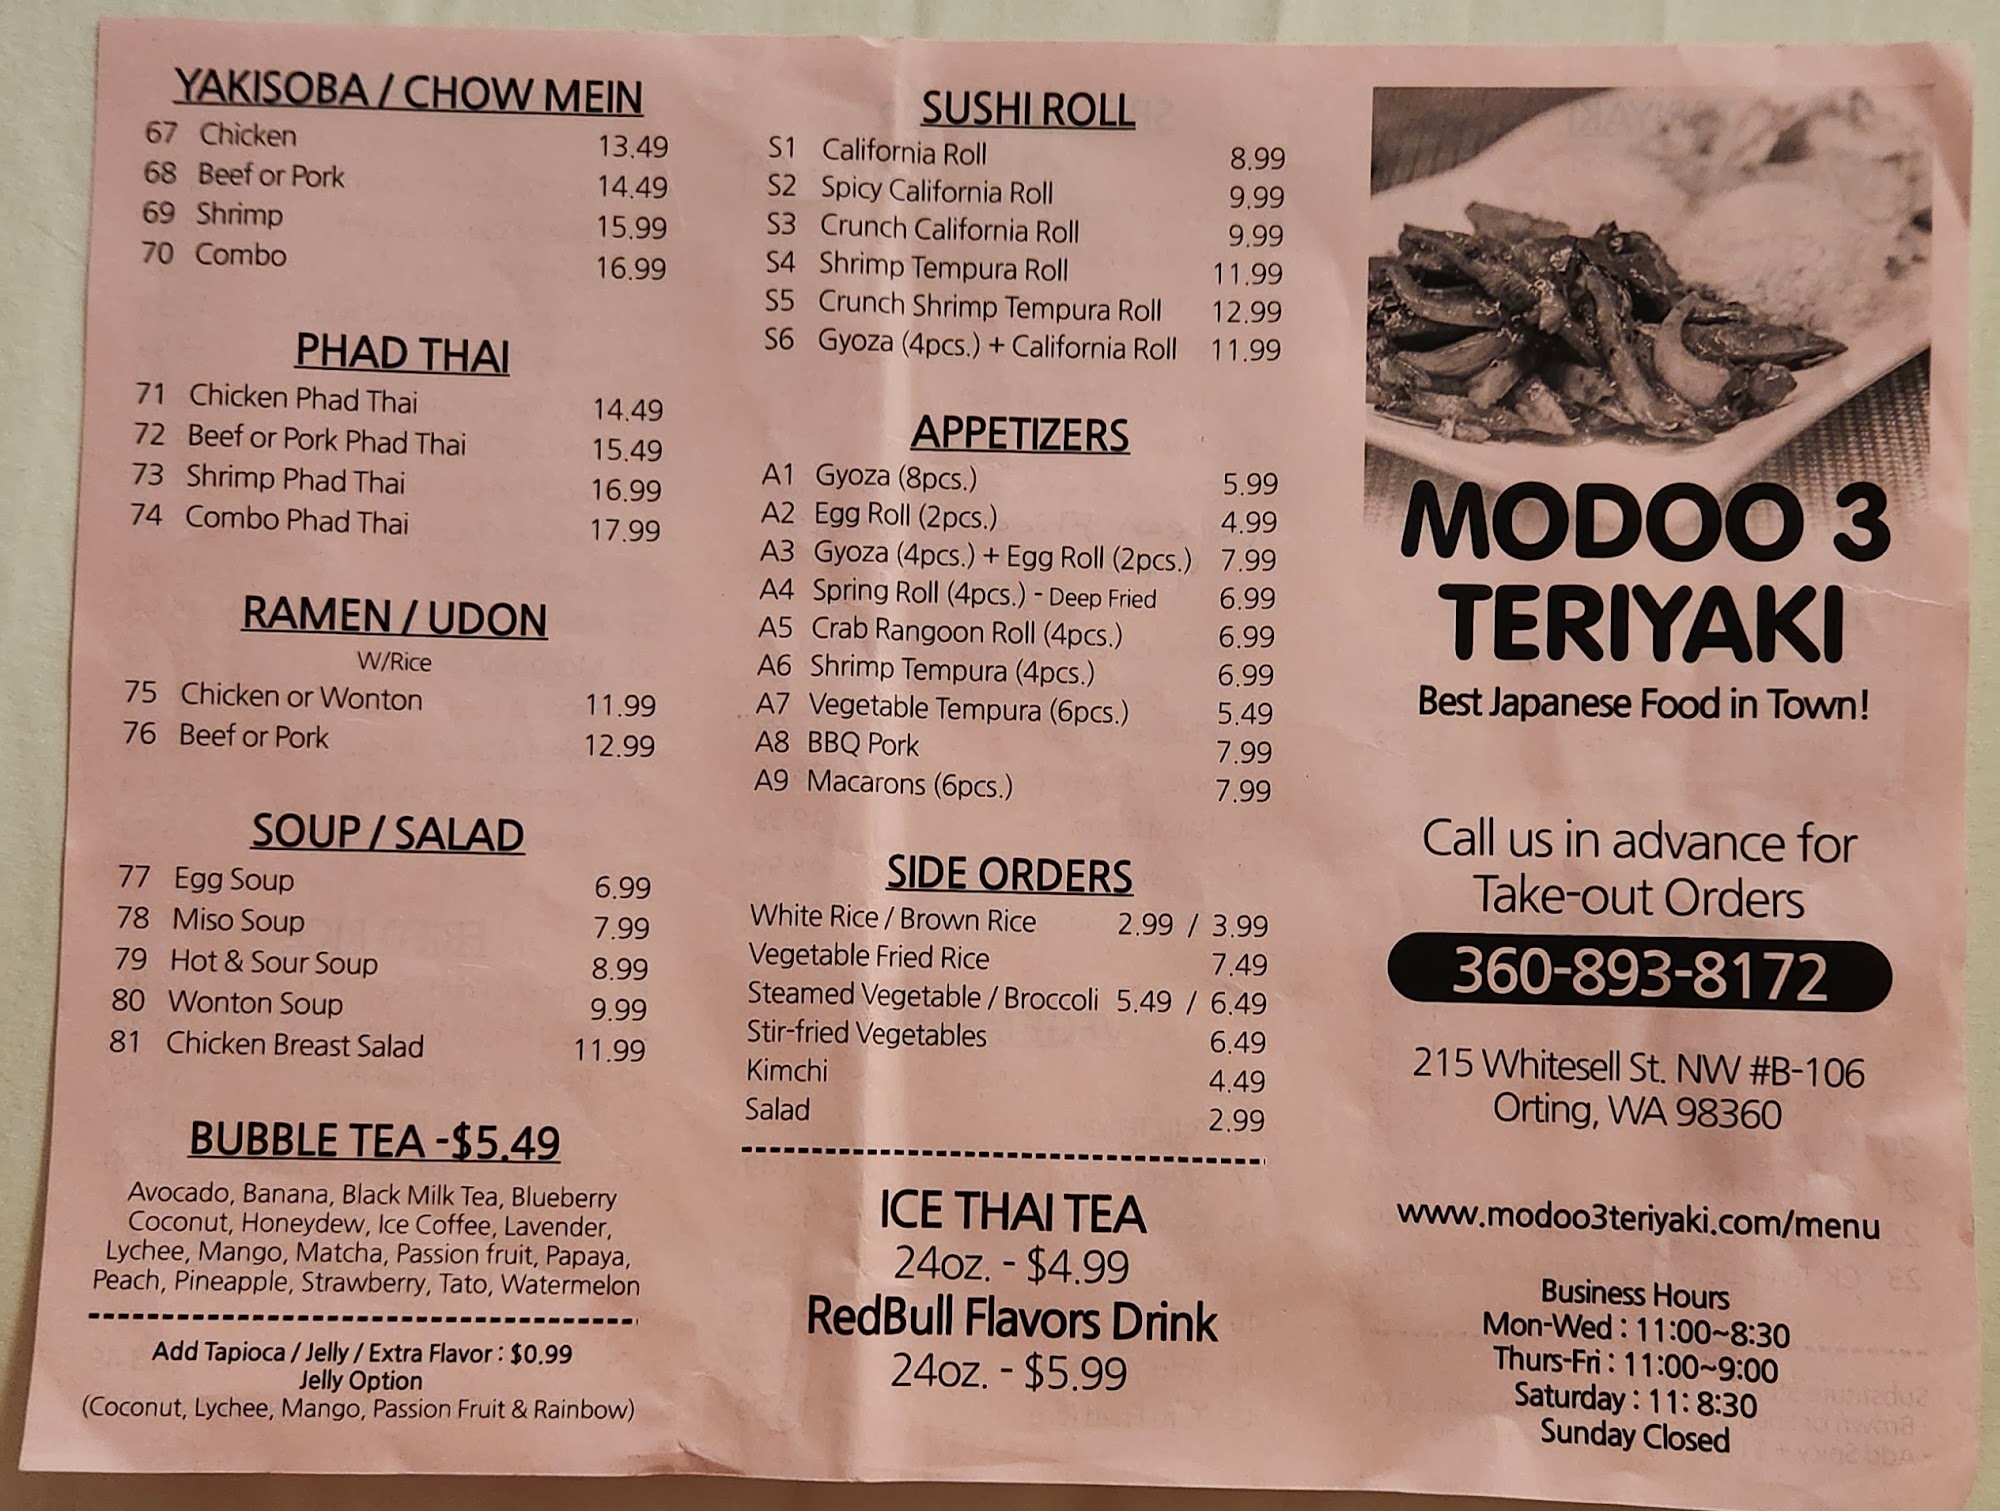 YAKISOBA / CHOW MEIN
67 Chicken 13.49
68 Beef or Pork 14.49
69 Shrimp 15.99
70 Combo 16.99
PHAD THAI
71 Chicken Phad Thai 14.49
72 Beef or Pork Phad Thai 15.49
73 Shrimp Phad Thai 16.99
74 Combo Phad Thai 17.99
RAMEN / UDON
W/Rice
75 Chicken or Wonton 11.99
76 Beef or Pork 12.99
SOUP / SALAD
77 Egg Soup 6.99
78 Miso Soup 7.99
79 Hot & Sour Soup 8.99
80 Wonton Soup 9.99
81 Chicken Breast Salad 11.99
BUBBLE TEA -$5.49
Avocado, Banana, Black Milk Tea, Blueberry
Coconut, Honeydew, Ice Coffee, Lavender,
Lychee, Mango, Matcha, Passion fruit, Papaya,
Peach, Pineapple, Strawberry, Tato, Watermelon
Add Tapioca / Jelly / Extra Flavor : $0.99
Jelly Option
(Coconut, Lychee, Mango, Passion Fruit & Rainbow)
SUSHI ROLL
S1 California Roll 8.99
S2 Spicy California Roll 9.99
S3 Crunch California Roll 9.99
S4 Shrimp Tempura Roll 11.99
S5 Crunch Shrimp Tempura Roll 12.99
S6 Gyoza (4pcs.) + California Roll 11.99
APPETIZERS
A1 Gyoza (8pcs.) 5.99
A2 Egg Roll (2pcs.) 4.99
A3 Gyoza (4pcs.) + Egg Roll (2pcs.) 7.99
A4 Spring Roll (4pcs.) - Deep Fried 6.99
A5 Crab Rangoon Roll (4pcs.) 6.99
A6 Shrimp Tempura (4pcs.) 6.99
A7 Vegetable Tempura (6pcs.) 5.49
A8 BBQ Pork 7.99
A9 Macarons (6pcs.) 7.99
SIDE ORDERS
White Rice / Brown Rice 2.99 / 3.99
Vegetable Fried Rice 7.49
Steamed Vegetable / Broccoli 5.49 / 6.49
Stir-fried Vegetables 6.49
Kimchi 4.49
Salad 2.99
ICE THAI TEA
24oz. - $4.99
RedBull Flavors Drink
24oz. - $5.99
MODOO 3
TERIYAKI
Best Japanese Food in Town!
Call us in advance for
Take-out Orders
360-893-8172
215 Whitesell St. NW #B-106
Orting, WA 98360
www.modoo3teriyaki.com/menu
Business Hours
Mon-Wed : 11:00~8:30
Thurs-Fri : 11:00~9:00
Saturday : 11: 8:30
Sunday Closed